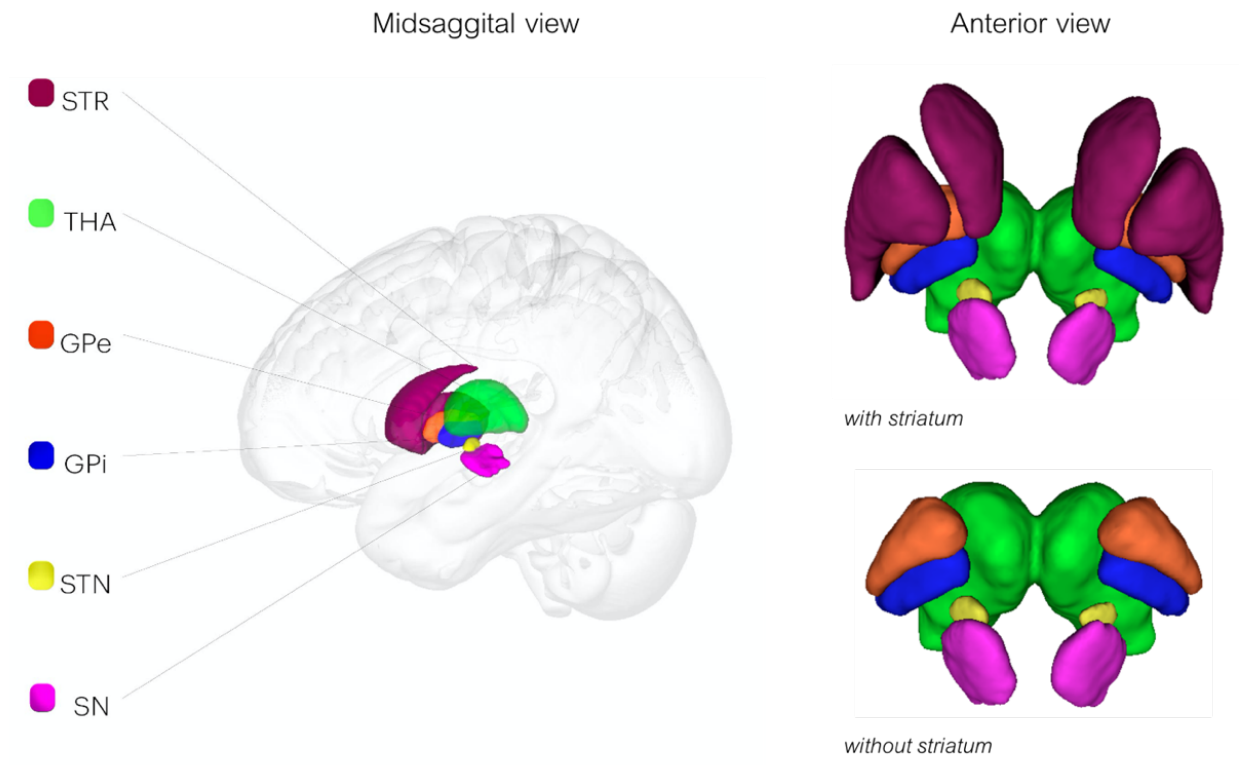 Midsaggital view
Anterior view
STR
THA
GPe
GPi
STN
SN
with striatum
without striatum